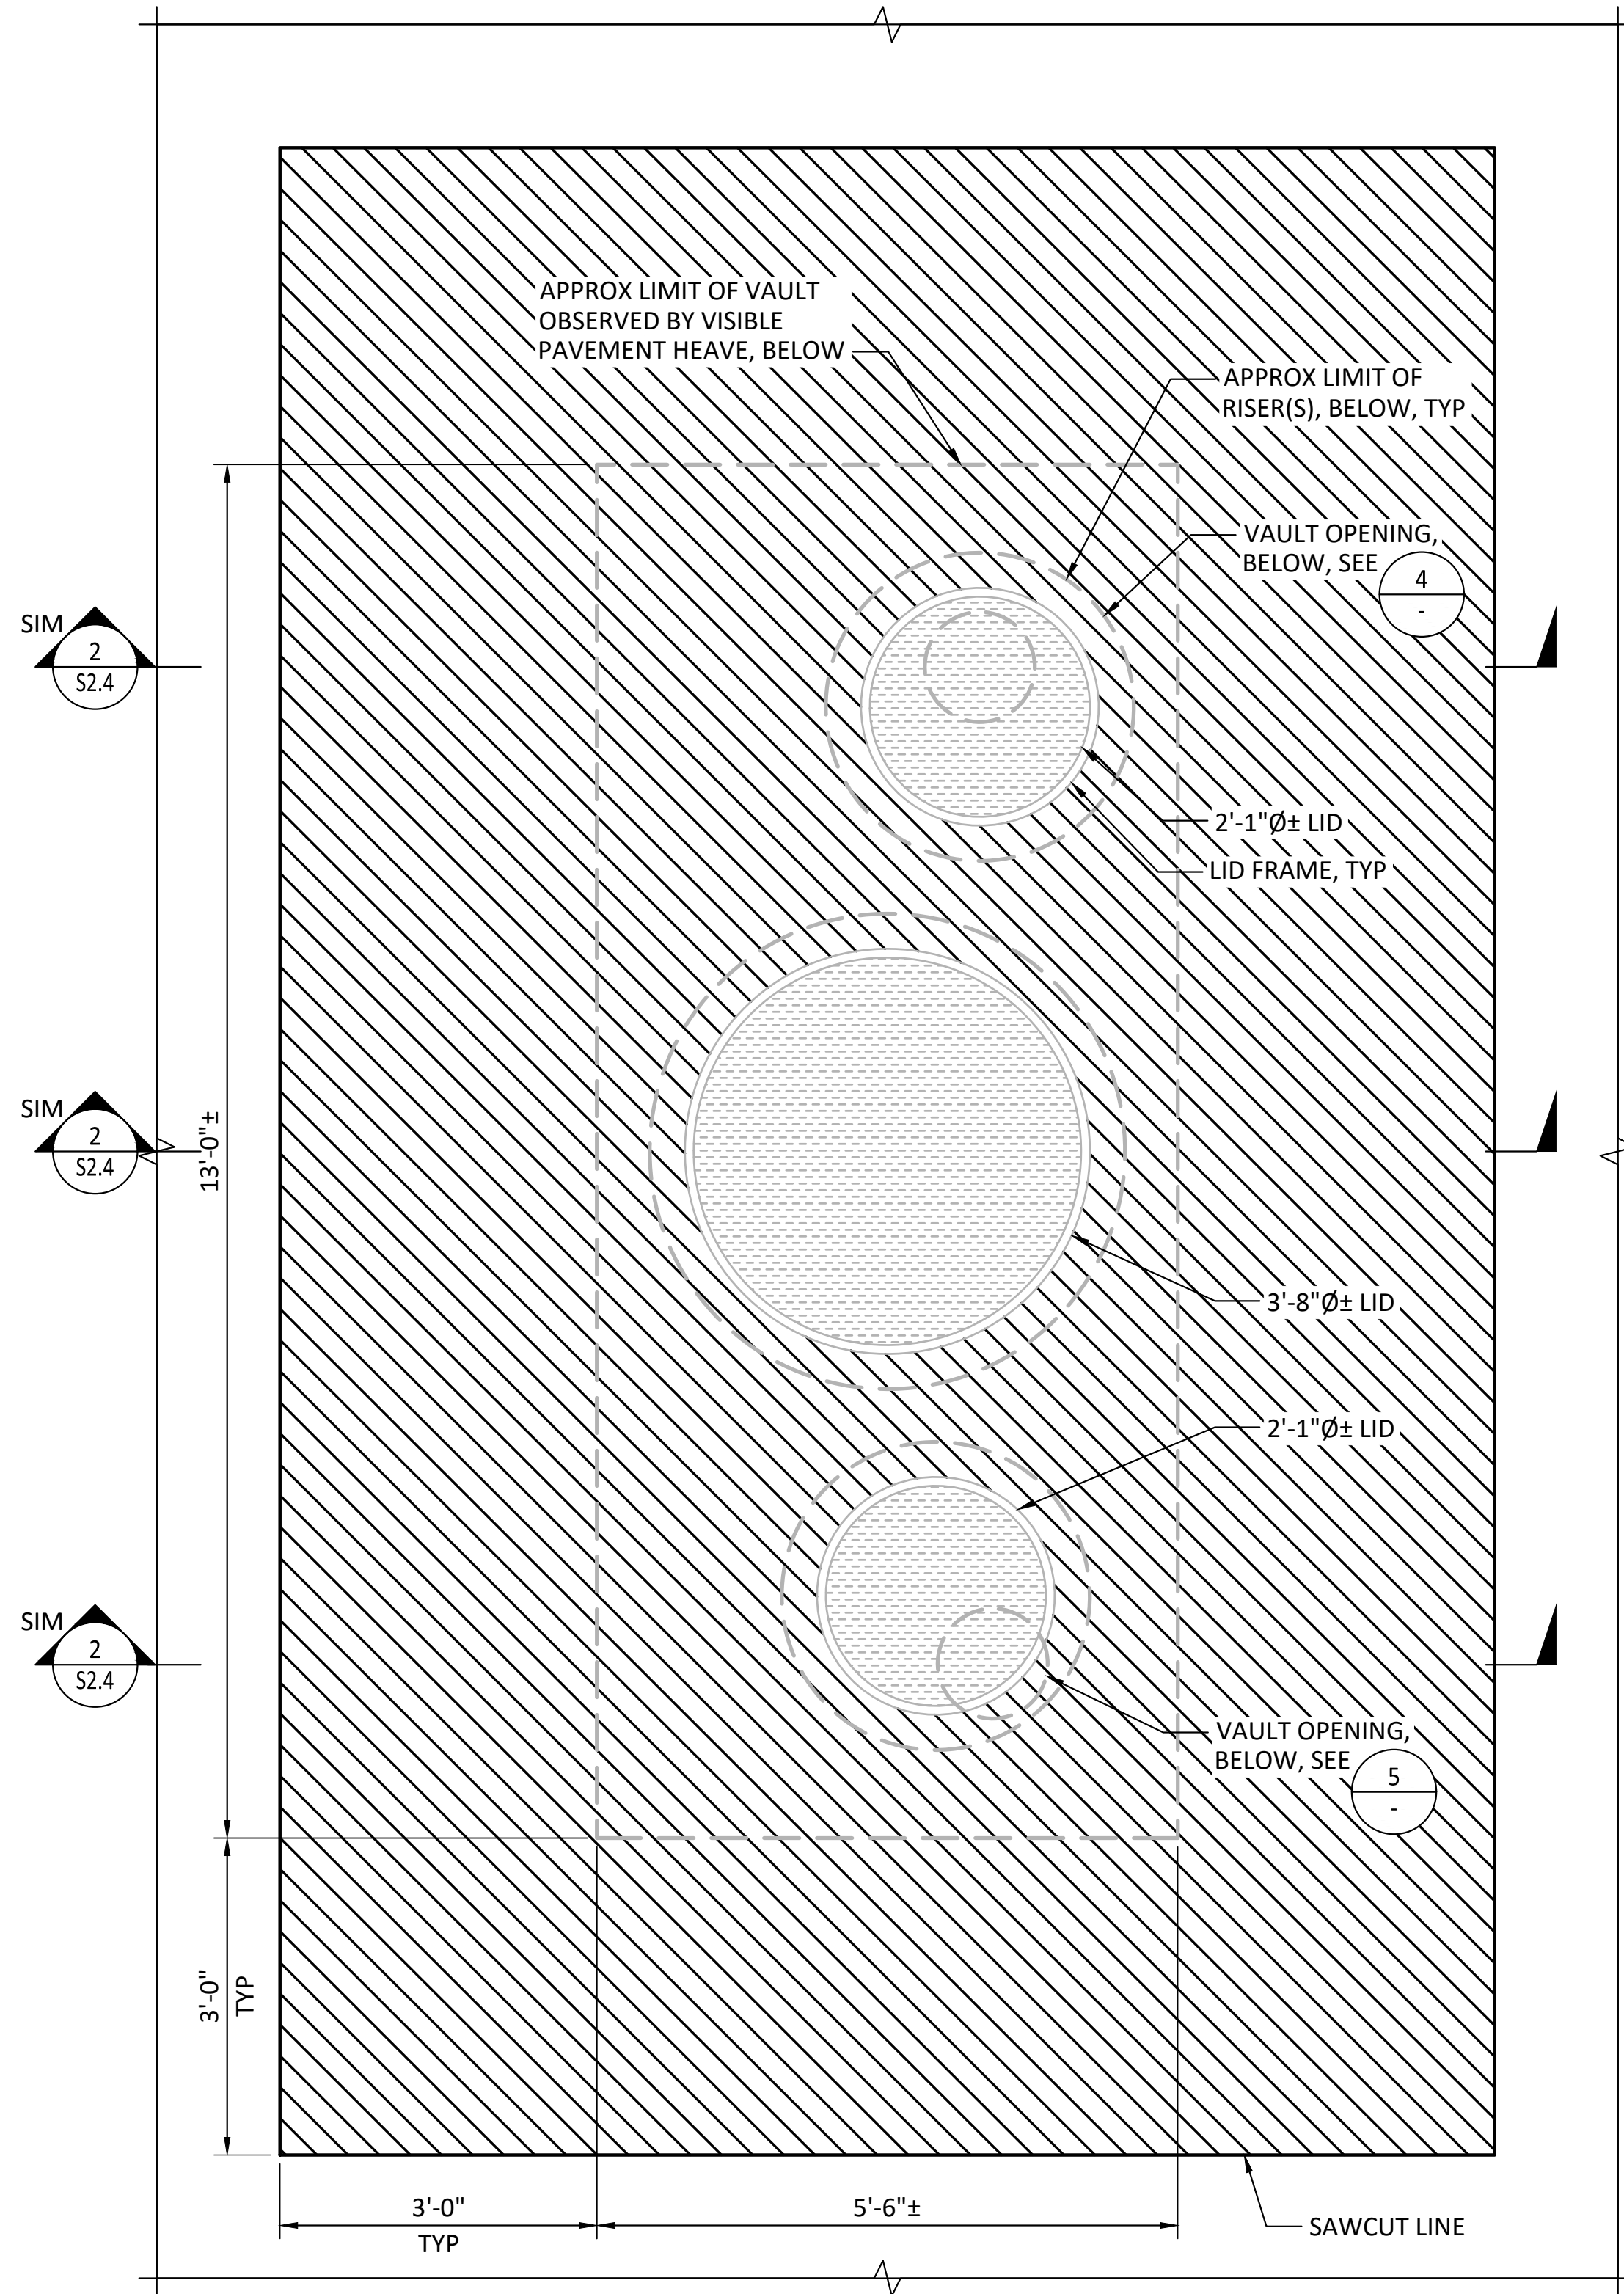 APPROX LIMIT OF VAULT
OBSERVED BY VISIBLE
PAVEMENT HEAVE, BELOW
APPROX LIMIT OF
RISER(S), BELOW, TYP
VAULT OPENING,
BELOW, SEE
4
-
SIM
2
S2.4
2'-1"Ø± LID
LID FRAME, TYP
SIM
2
S2.4
13'-0"±
3'-8"Ø± LID
2'-1"Ø± LID
SIM
2
S2.4
VAULT OPENING,
BELOW, SEE
5
-
3'-0"
TYP
3'-0"
TYP
5'-6"±
SAWCUT LINE